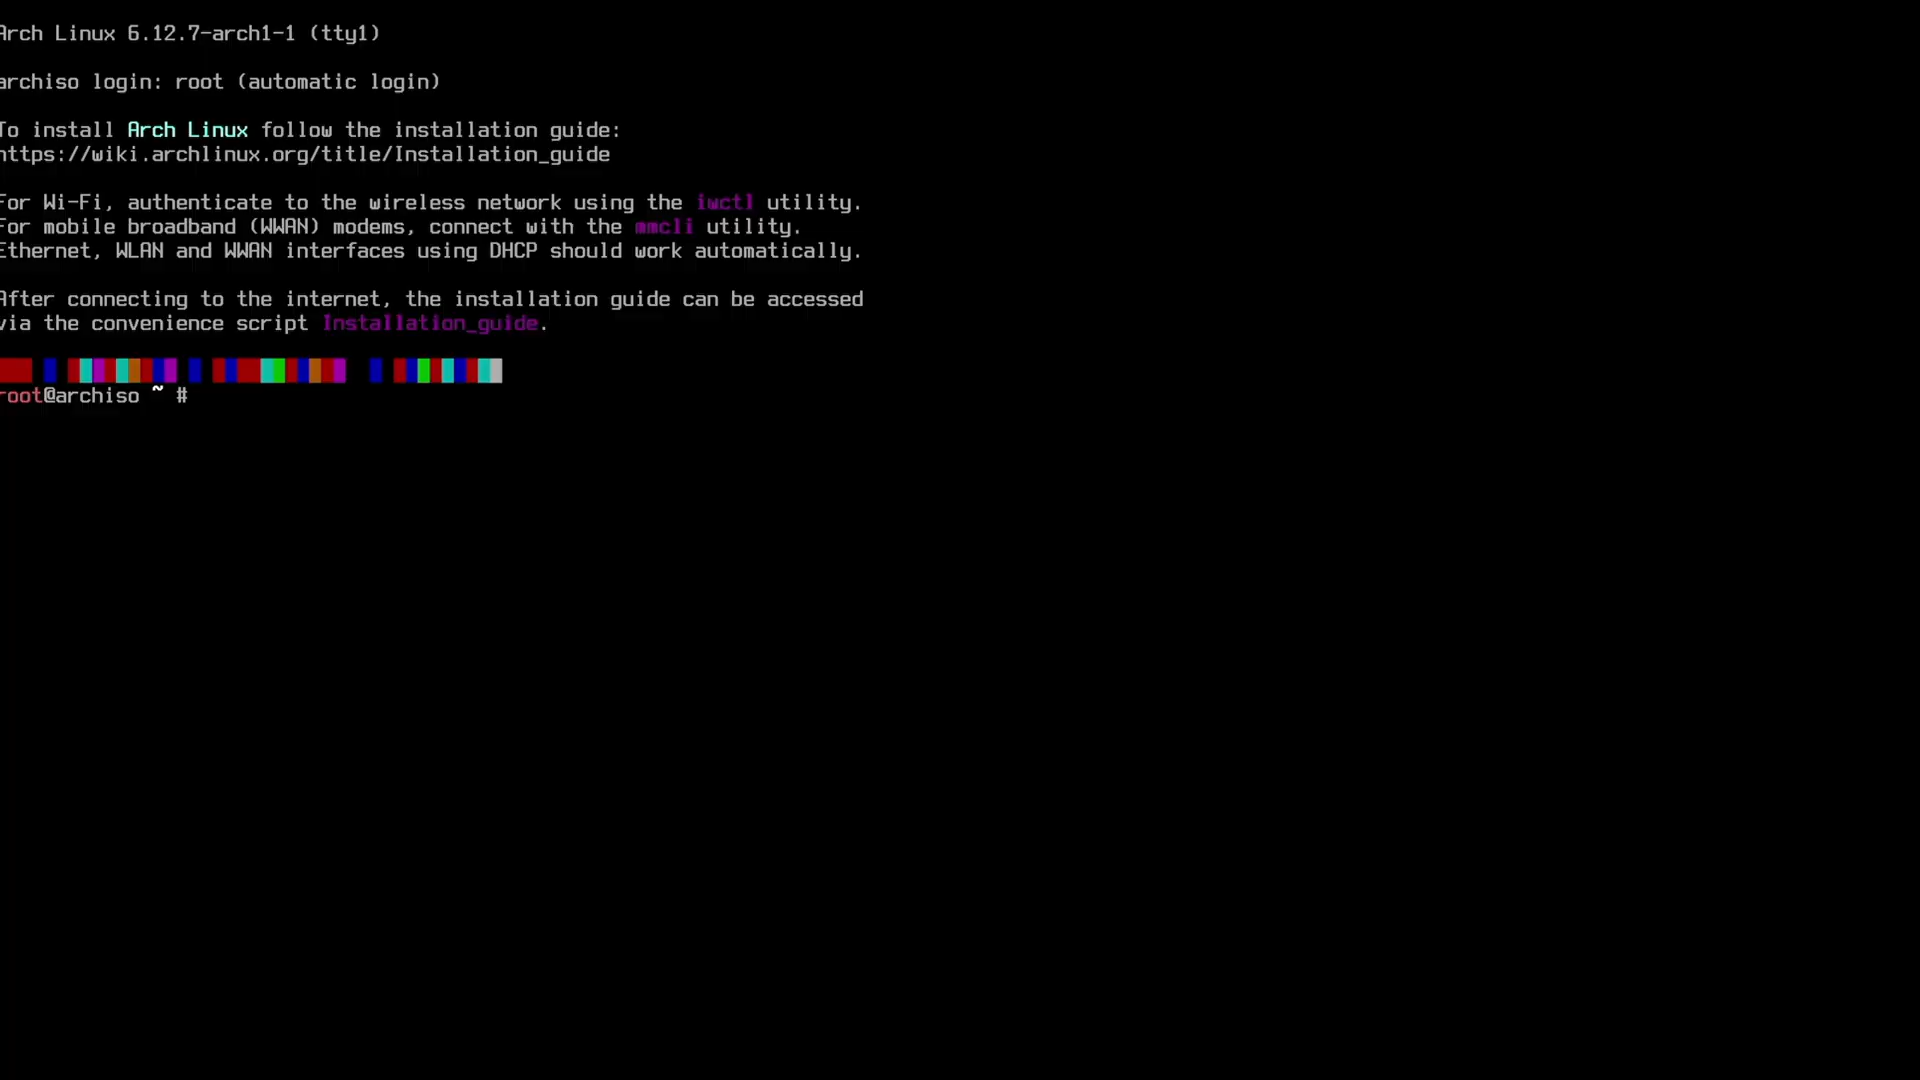 Arch Linux 6.12.7-arch1-1 (tty1)
archiso login: root (automatic login)
To install Arch Linux follow the installation guide:
https://wiki.archlinux.org/title/Installation_guide
For Wi-Fi, authenticate to the wireless network using the iwctl utility.
For mobile broadband (WWAN) modems, connect with the mmcli utility.
Ethernet, WLAN and WWAN interfaces using DHCP should work automatically.
After connecting to the internet, the installation guide can be accessed
via the convenience script Installation_guide.
root@archiso ~ #